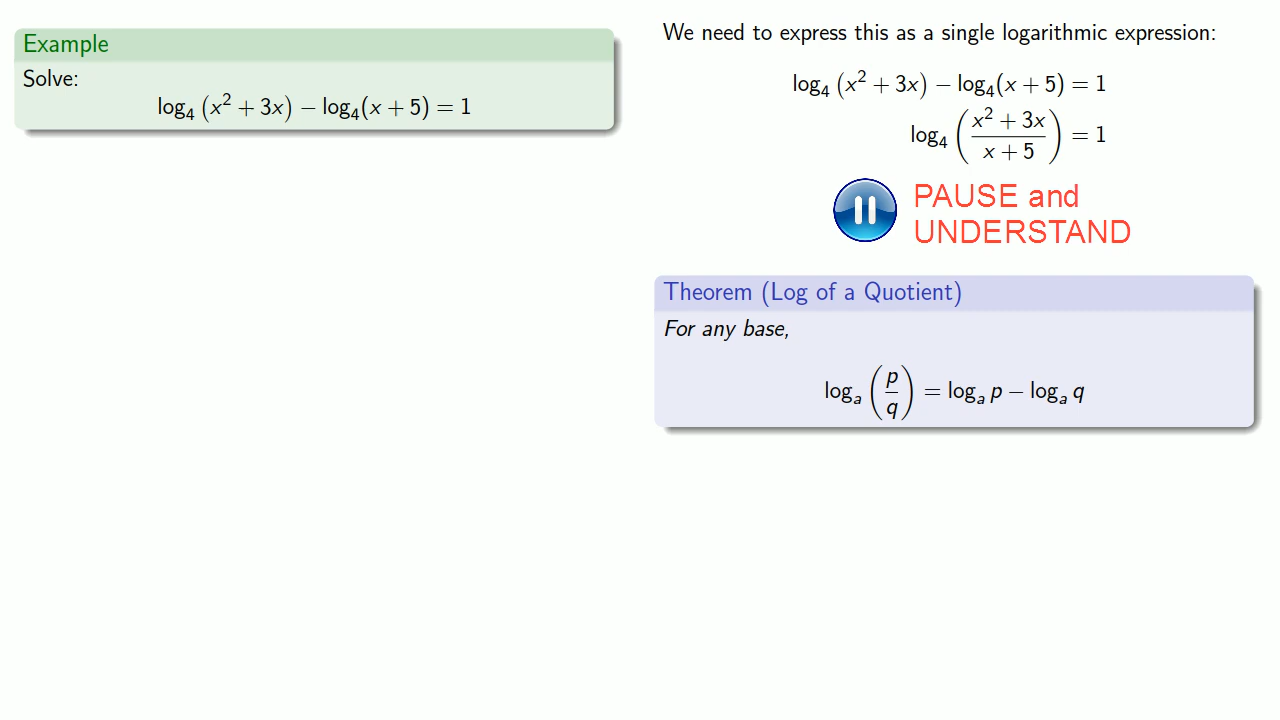 Example
Solve:
log₄ (x² + 3x) − log₄(x + 5) = 1
We need to express this as a single logarithmic expression:
log₄ (x² + 3x) − log₄(x + 5) = 1
log₄ ((x² + 3x)/(x + 5)) = 1
PAUSE and
UNDERSTAND
Theorem (Log of a Quotient)
For any base,
logₐ (p/q) = logₐ p − logₐ q